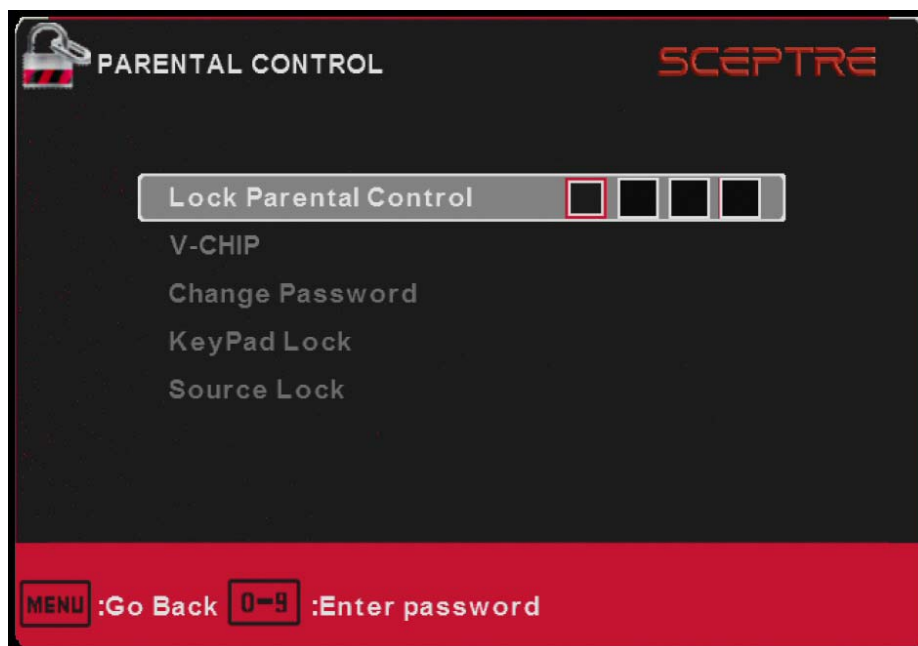 PARENTAL CONTROL
SCEPTRE
Lock Parental Control
V-CHIP
Change Password
KeyPad Lock
Source Lock
MENU :Go Back 0-9 :Enter password